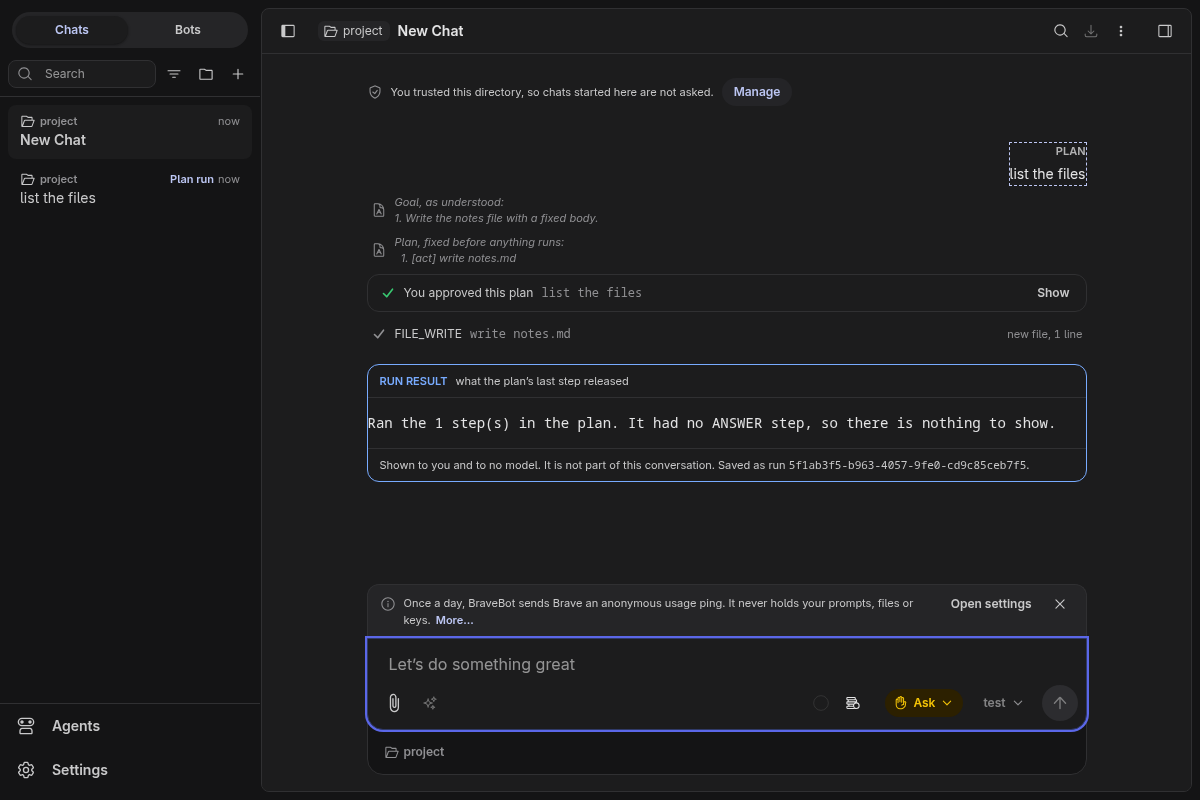 Chats
Bots
Search
project
now
New Chat
project
Plan run now
list the files
Agents
Settings
project
New Chat
You trusted this directory, so chats started here are not asked.
Manage
PLAN
list the files
Goal, as understood:
1. Write the notes file with a fixed body.
Plan, fixed before anything runs:
1. [act] write notes.md
You approved this plan list the files
Show
FILE_WRITE write notes.md
new file, 1 line
RUN RESULT what the plan's last step released
Ran the 1 step(s) in the plan. It had no ANSWER step, so there is nothing to show.
Shown to you and to no model. It is not part of this conversation. Saved as run 5f1ab3f5-b963-4057-9fe0-cd9c85ceb7f5.
Once a day, BraveBot sends Brave an anonymous usage ping. It never holds your prompts, files or
keys. More...
Open settings
Let's do something great
Ask
test
project